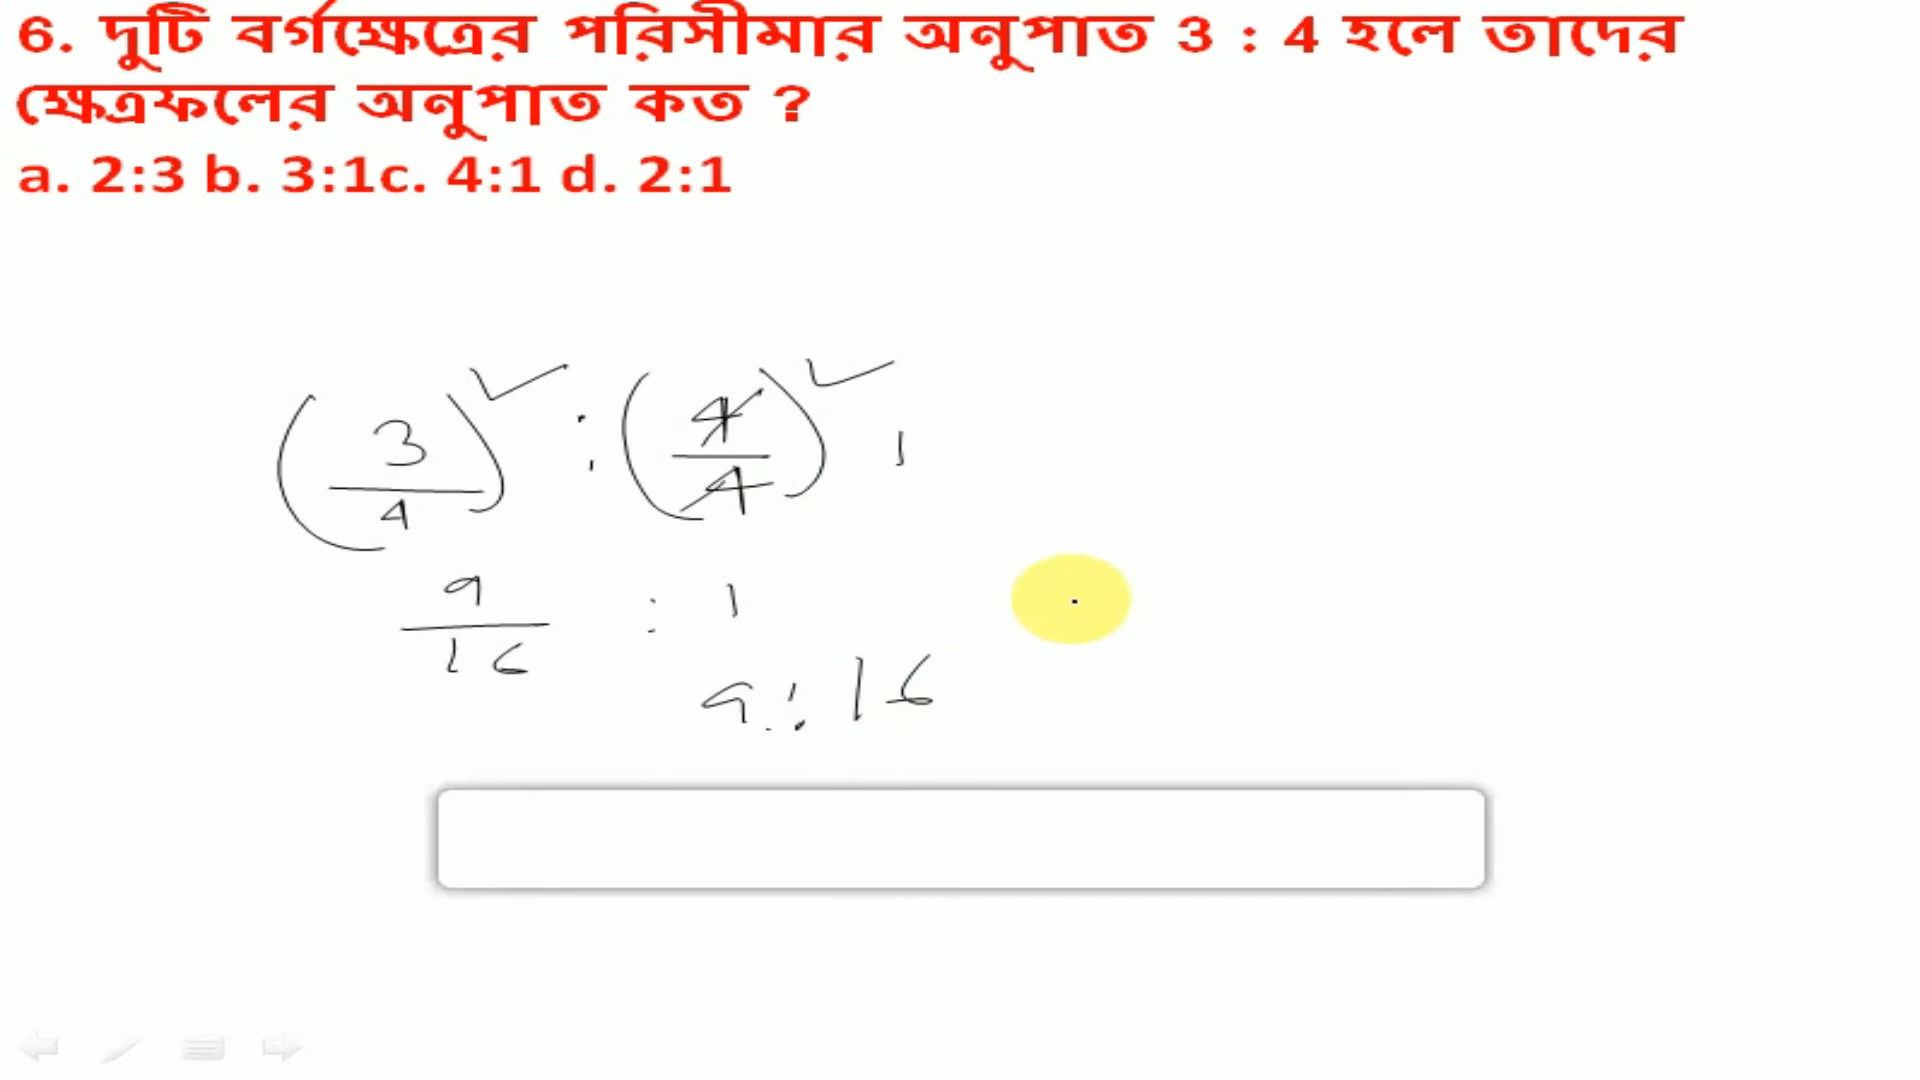 6. দুটি বর্গক্ষেত্রের পরিসীমার অনুপাত 3 : 4 হলে তাদের
ক্ষেত্রফলের অনুপাত কত ?
a. 2:3 b. 3:1c. 4:1 d. 2:1
(3/4)² : (4/4)² 1
9/16 : 1
9 : 16